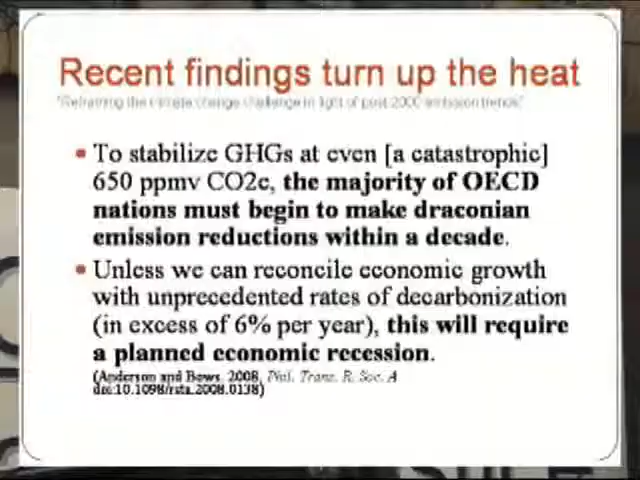 Recent findings turn up the heat
"Reframing the climate change challenge in light of post-2000 emission trends"
To stabilize GHGs at even [a catastrophic]
650 ppmv CO2e, the majority of OECD
nations must begin to make draconian
emission reductions within a decade.
Unless we can reconcile economic growth
with unprecedented rates of decarbonization
(in excess of 6% per year), this will require
a planned economic recession.
(Anderson and Bows. 2008, Phil. Trans. R. Soc. A
doi:10.1098/rsta.2008.0138)